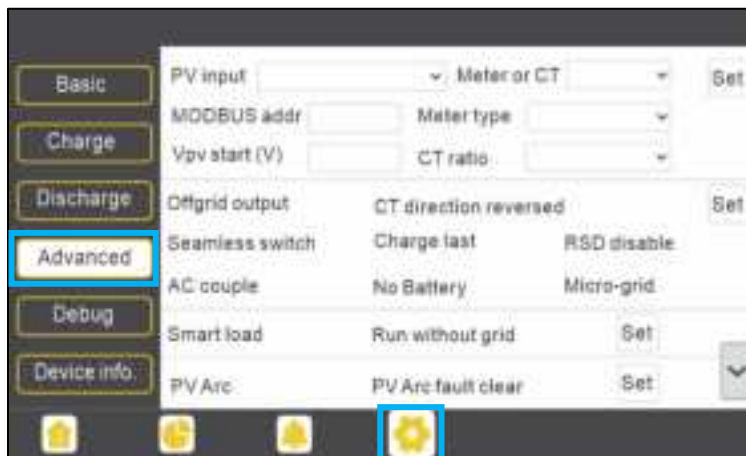 Basic
Charge
Discharge
Advanced
Debug
Device info.
PV input Meter or CT Set
MODBUS addr Meter type
Vpv start (V) CT ratio
Offgrid output CT direction reversed Set
Seamless switch Charge last RSD disable
AC couple No Battery Micro-grid
Smart load Run without grid Set
PV Arc PV Arc fault clear Set